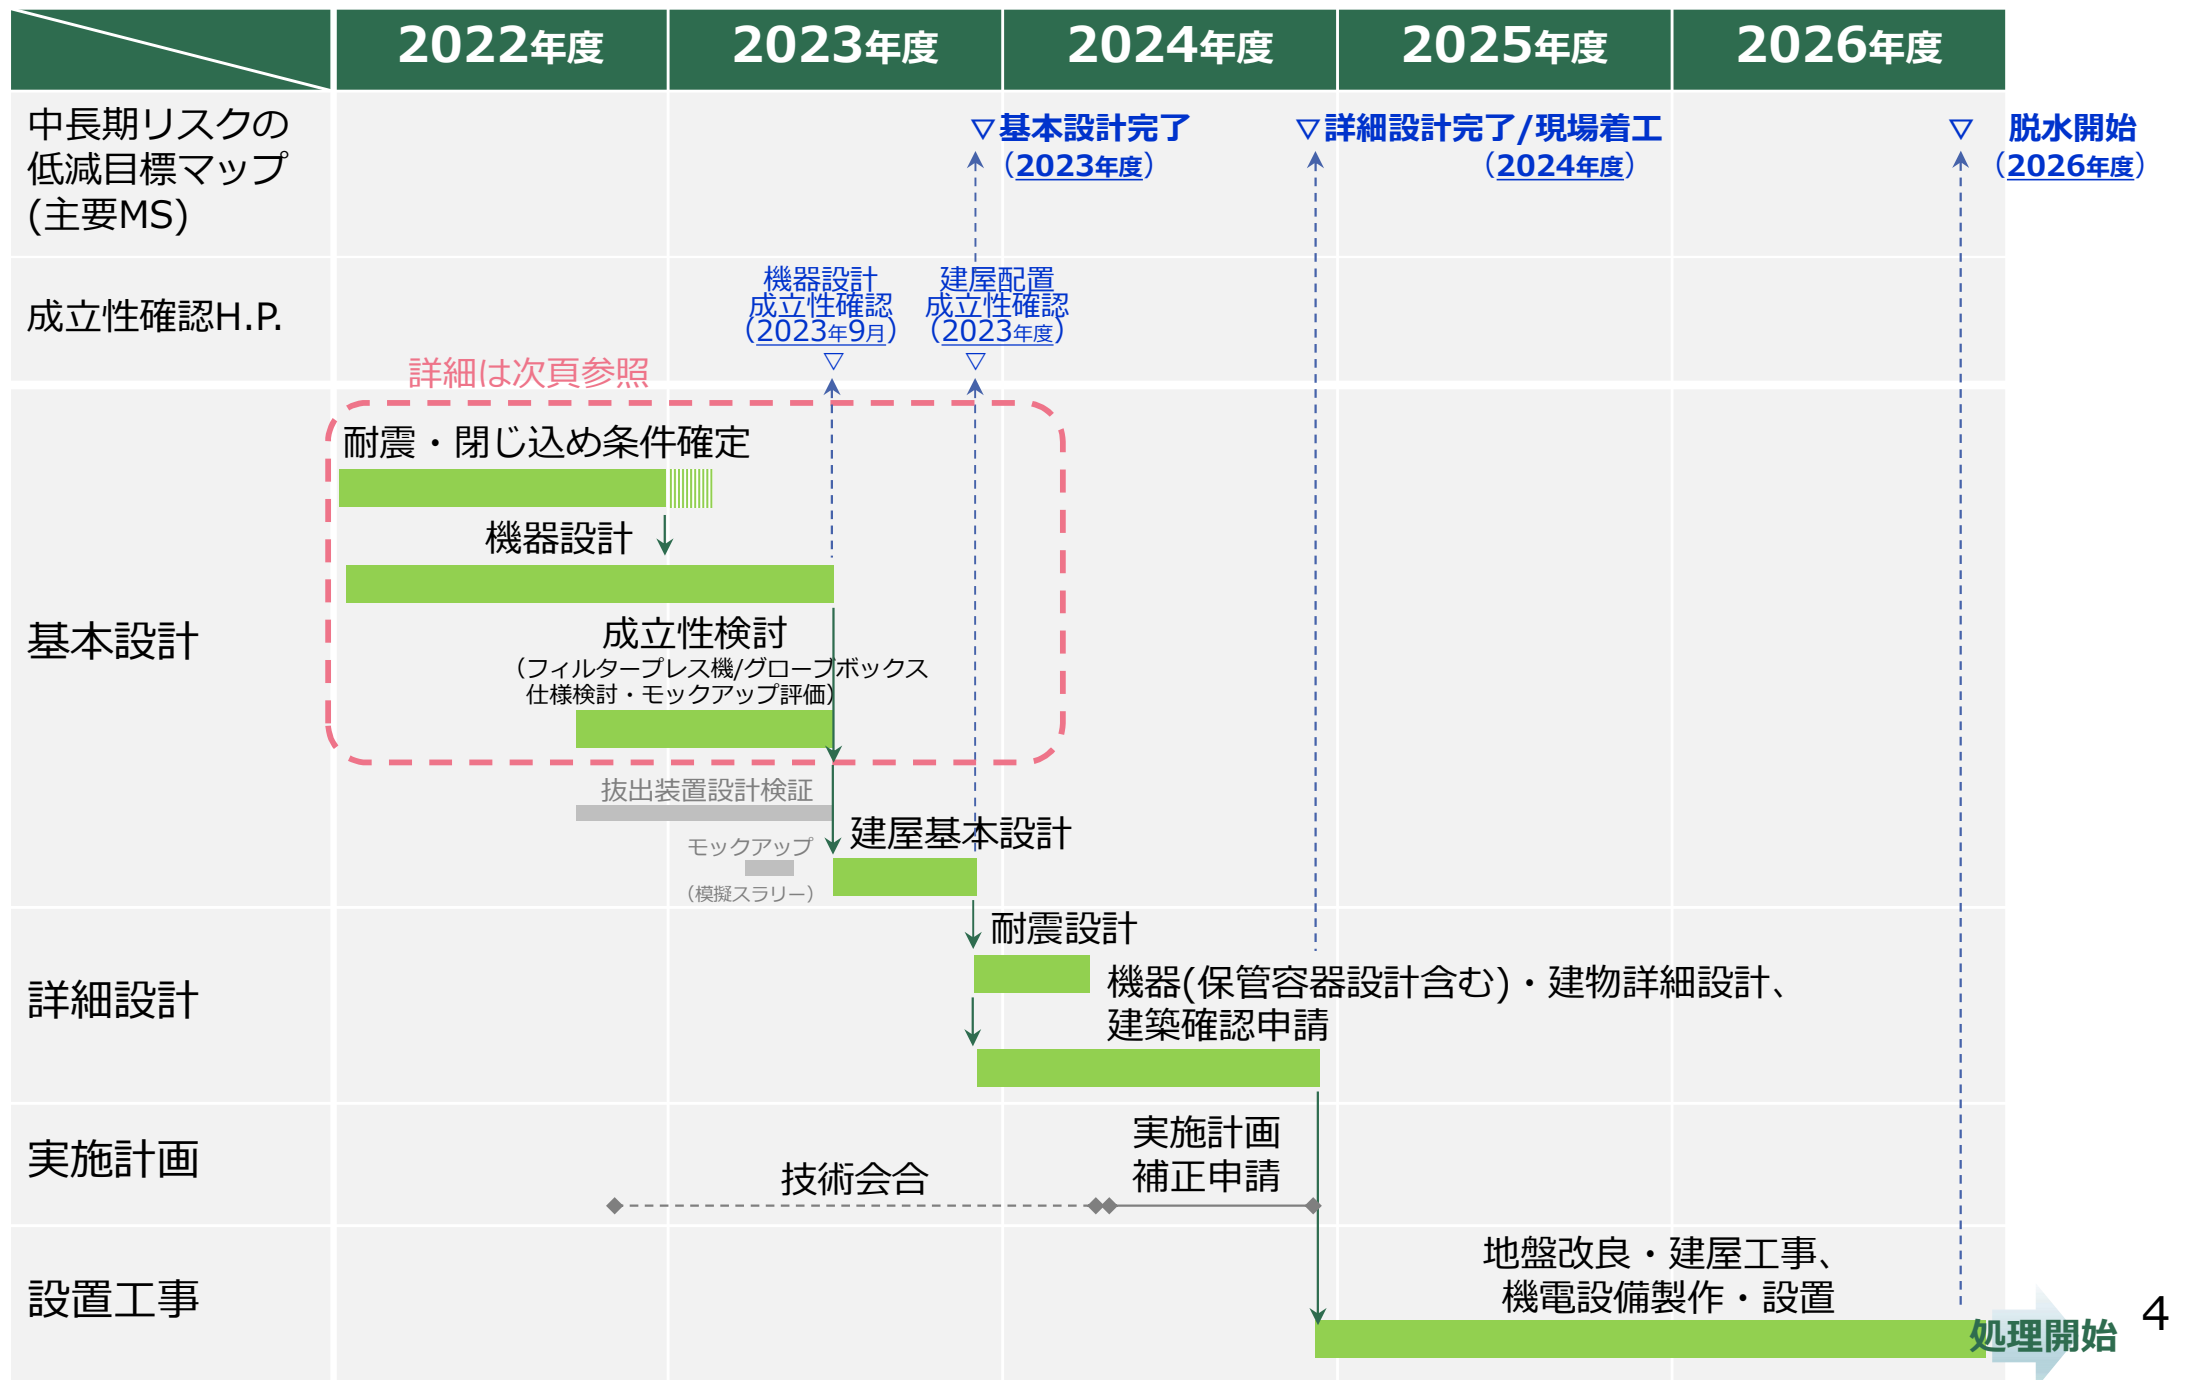 2022年度
2023年度
2024年度
2025年度
2026年度
中長期リスクの
低減目標マップ
(主要MS)
▽基本設計完了
（2023年度）
▽詳細設計完了/現場着工
（2024年度）
▽ 脱水開始
（2026年度）
成立性確認H.P.
機器設計
成立性確認
（2023年9月）
▽
建屋配置
成立性確認
（2023年度）
▽
詳細は次頁参照
基本設計
耐震・閉じ込め条件確定
機器設計
成立性検討
（フィルタープレス機/グローブボックス
仕様検討・モックアップ評価）
抜出装置設計検証
モックアップ
（模擬スラリー）
建屋基本設計
詳細設計
耐震設計
機器(保管容器設計含む)・建物詳細設計、
建築確認申請
実施計画
技術会合
実施計画
補正申請
設置工事
地盤改良・建屋工事、
機電設備製作・設置
処理開始
4